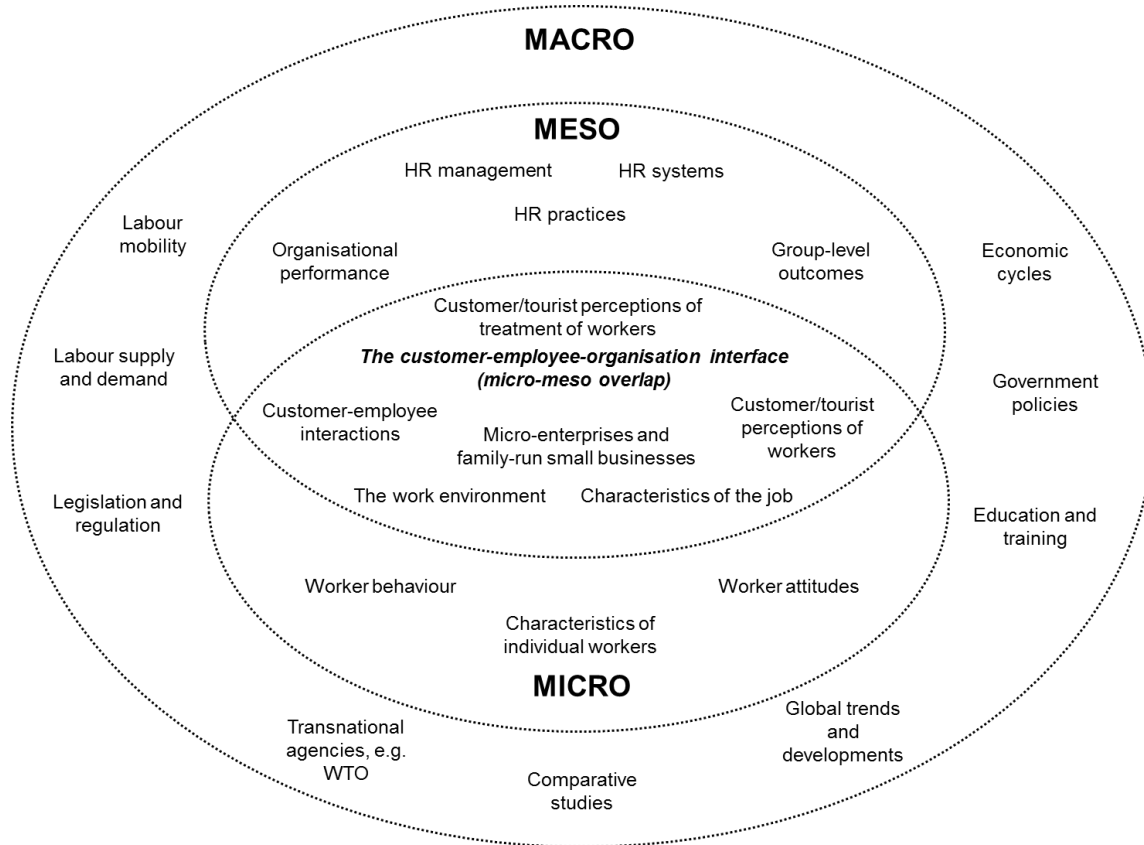 MACRO
MESO
HR management
HR systems
HR practices
Labour
mobility
Organisational
performance
Group-level
outcomes
Economic
cycles
Customer/tourist perceptions of
treatment of workers
The customer-employee-organisation interface
(micro-meso overlap)
Labour supply
and demand
Government
policies
Customer-employee
interactions
Micro-enterprises and
family-run small businesses
Customer/tourist
perceptions of
workers
The work environment
Characteristics of the job
Legislation and
regulation
Education and
training
Worker behaviour
Worker attitudes
Characteristics of
individual workers
MICRO
Transnational
agencies, e.g.
WTO
Comparative
studies
Global trends
and
developments